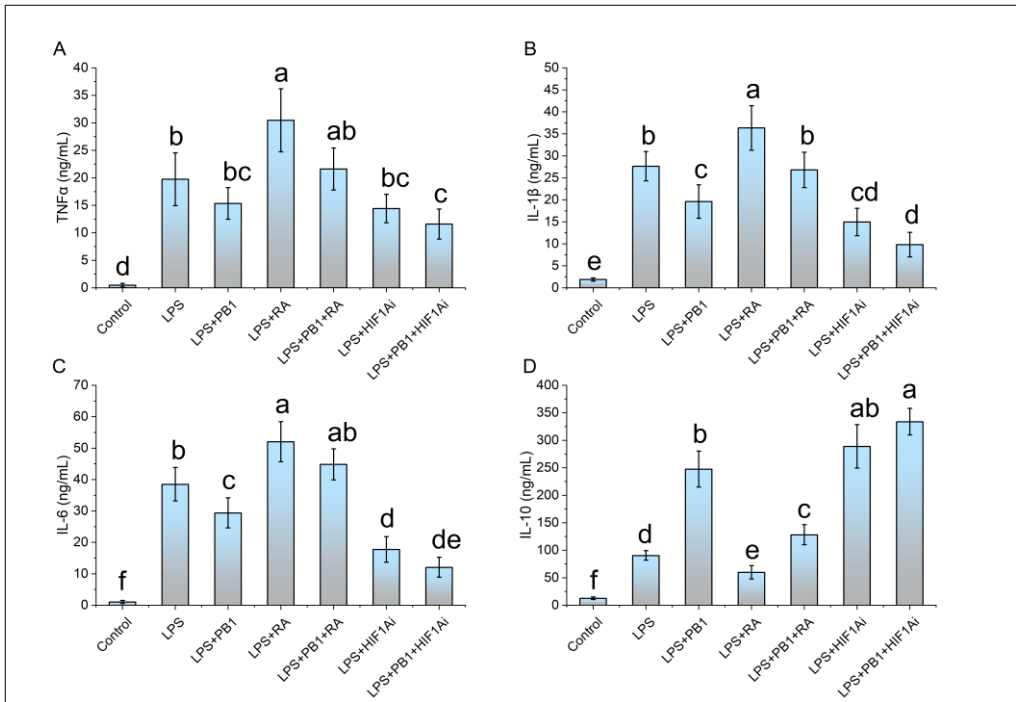 A
TNFα (ng/mL)
40
35
30
25
20
15
10
5
0
d
b
bc
a
ab
bc
c
Control
LPS
LPS+PB1
LPS+RA
LPS+PB1+RA
LPS+HIF1Ai
LPS+PB1+HIF1Ai
B
IL-1β (ng/mL)
50
45
40
35
30
25
20
15
10
5
0
e
b
c
a
b
cd
d
Control
LPS
LPS+PB1
LPS+RA
LPS+PB1+RA
LPS+HIF1Ai
LPS+PB1+HIF1Ai
C
IL-6 (ng/mL)
70
60
50
40
30
20
10
0
f
b
c
a
ab
d
de
Control
LPS
LPS+PB1
LPS+RA
LPS+PB1+RA
LPS+HIF1Ai
LPS+PB1+HIF1Ai
D
IL-10 (ng/mL)
400
350
300
250
200
150
100
50
0
f
d
b
e
c
ab
a
Control
LPS
LPS+PB1
LPS+RA
LPS+PB1+RA
LPS+HIF1Ai
LPS+PB1+HIF1Ai